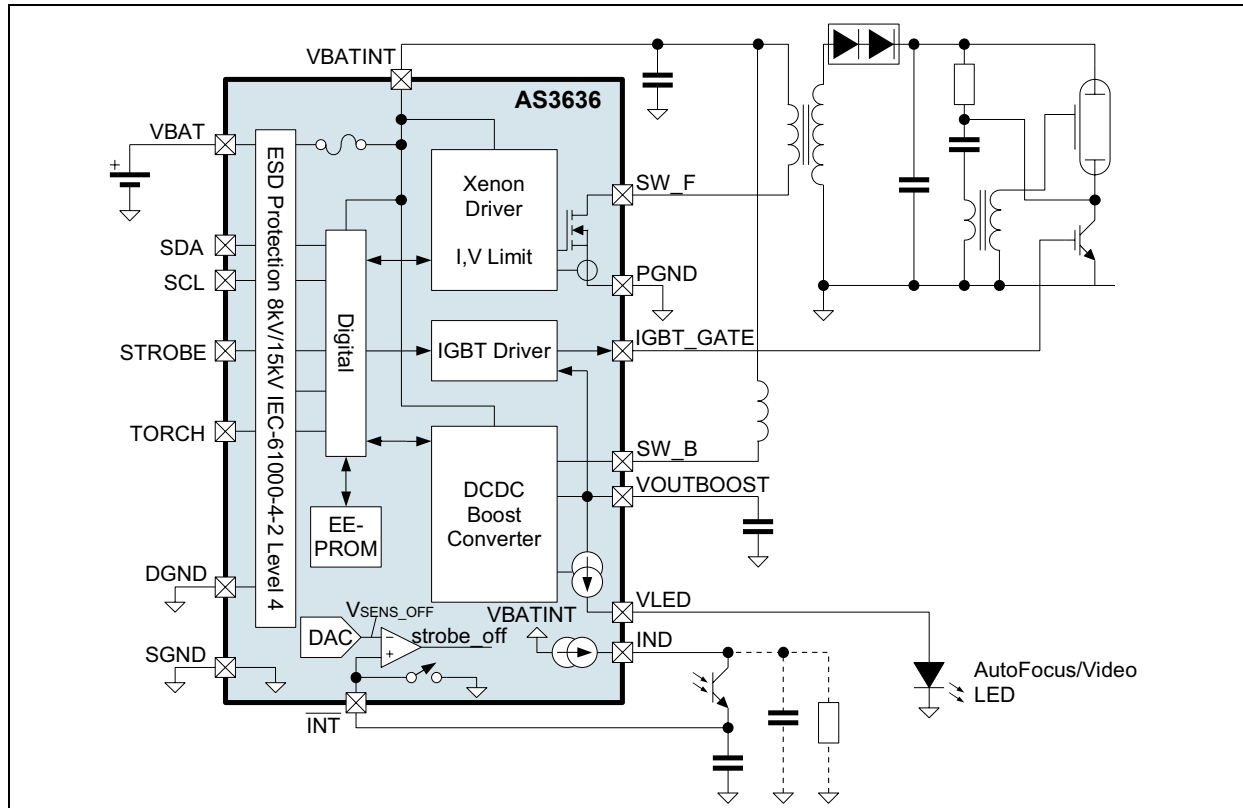 VBATINT
AS3636
VBAT
+
ESD Protection 8kV/15kV IEC-61000-4-2 Level 4
Xenon
Driver
I,V Limit
SW_F
SDA
SCL
PGND
Digital
STROBE
IGBT Driver
IGBT_GATE
TORCH
SW_B
DCDC
Boost
Converter
VOUTBOOST
EE-
PROM
DGND
VSENS_OFF
VBATINT
VLED
DAC
-
+
strobe_off
IND
SGND
AutoFocus/Video
LED
INT